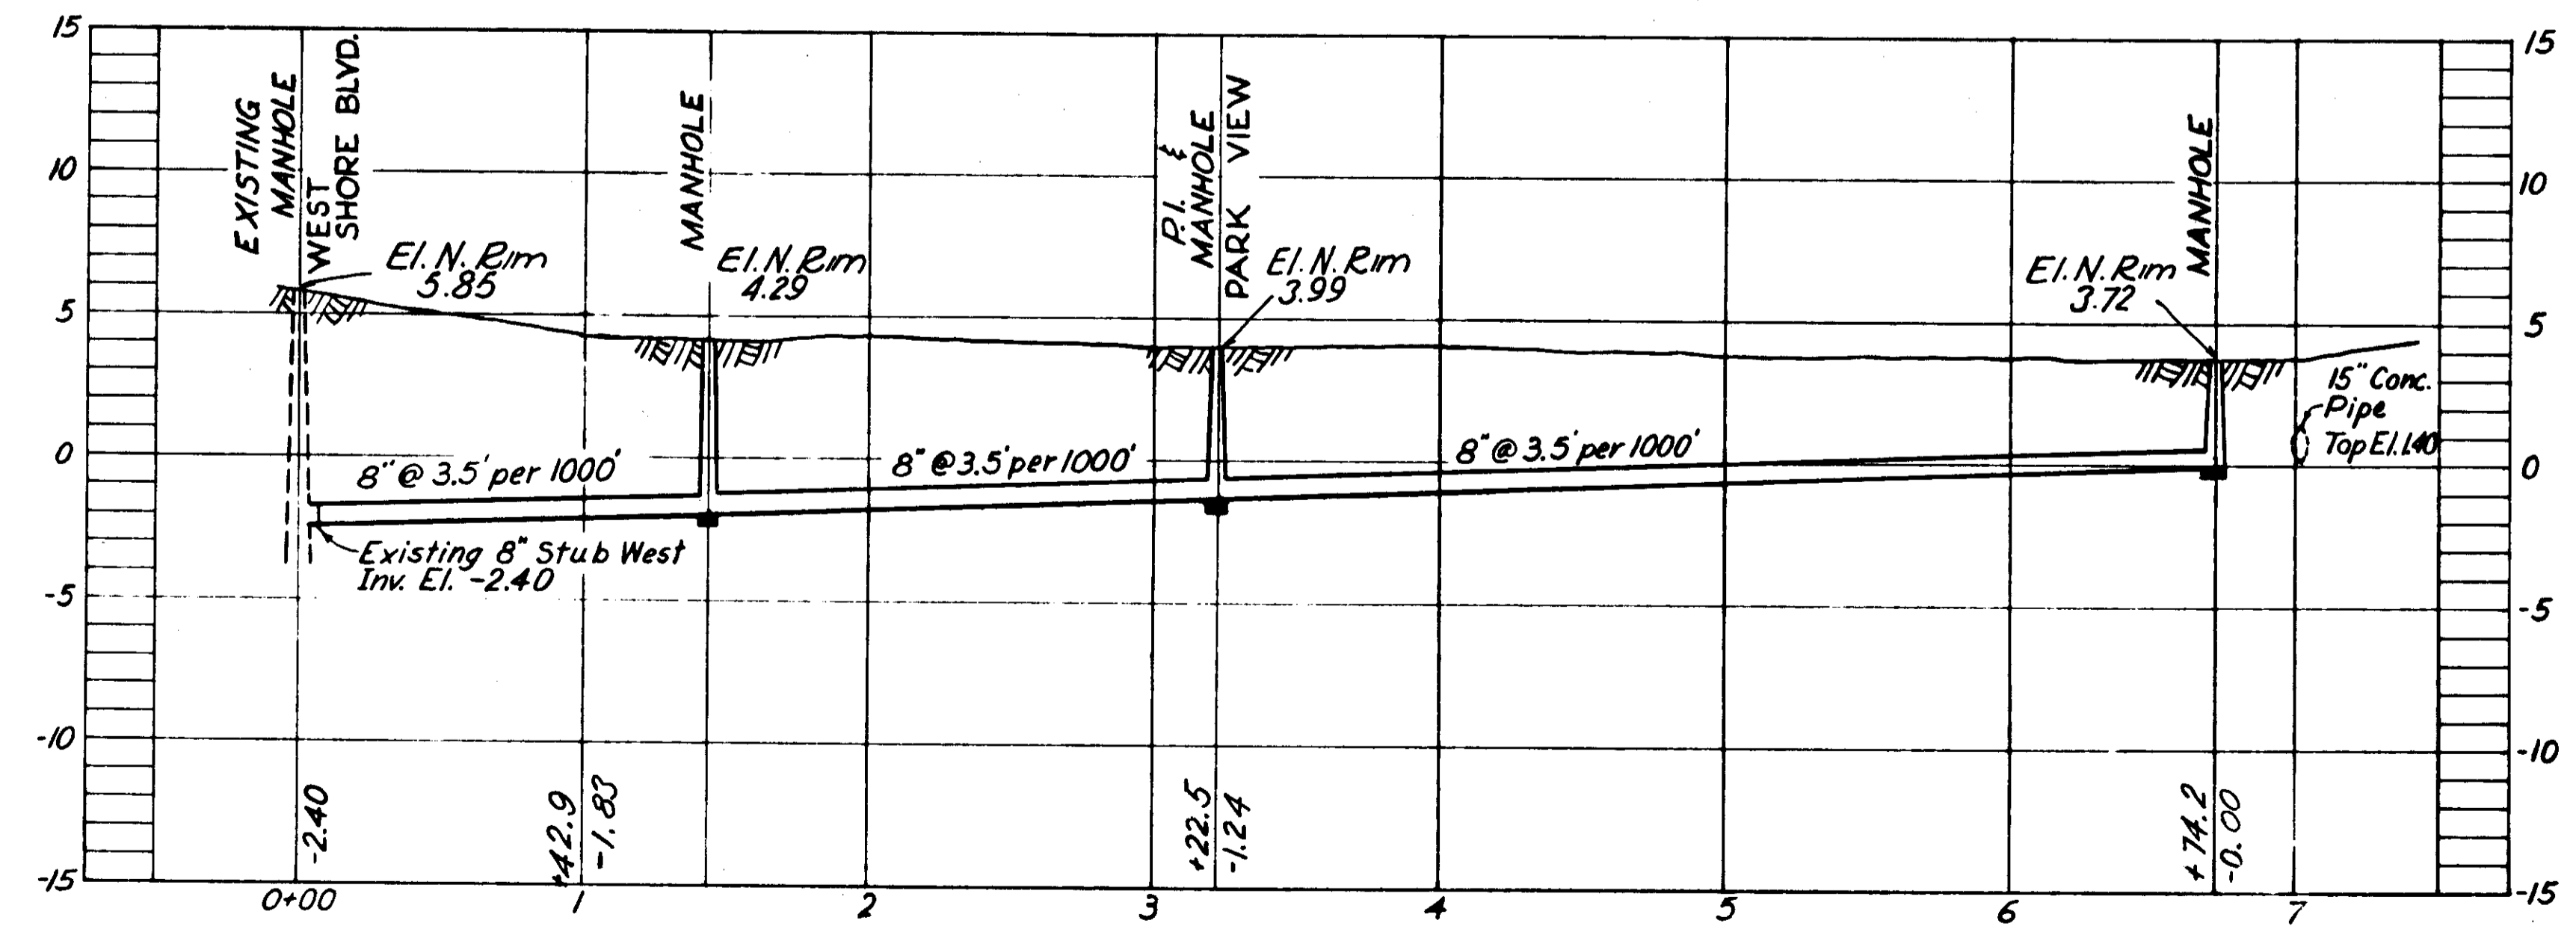 15
10
5
0
-5
-10
-15
EXISTING
MANHOLE
WEST
SHORE BLVD.
El. N. Rim
5.85
MANHOLE
El. N. Rim
4.29
P.I. &
MANHOLE
PARK VIEW
El. N. Rim
3.99
MANHOLE
El. N. Rim
3.72
15" Conc.
Pipe
Top El. 1.40
8" @ 3.5' per 1000'
8" @ 3.5' per 1000'
8" @ 3.5' per 1000'
Existing 8" Stub West
Inv. El. -2.40
-2.40
+42.9
-1.83
+22.5
-1.24
+74.2
-0.00
0+00
1
2
3
4
5
6
7
15
10
5
0
-5
-10
-15